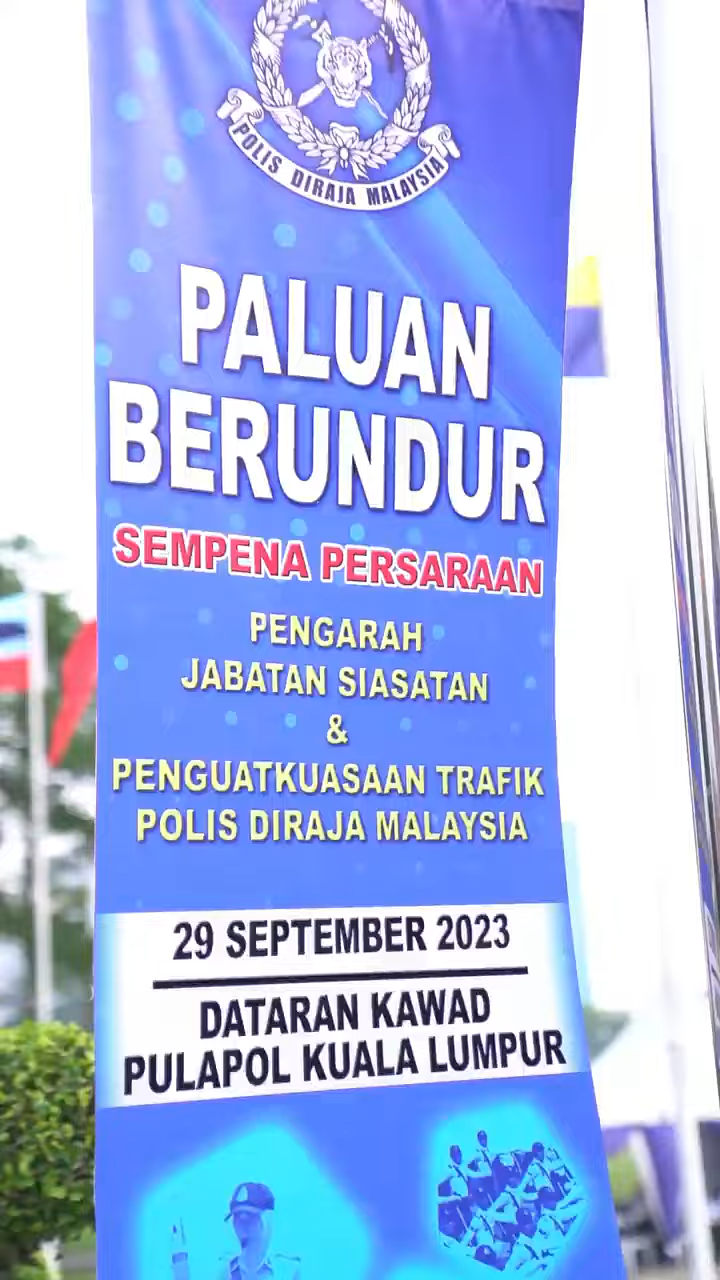 POLIS DIRAJA MALAYSIA
PALUAN
BERUNDUR
SEMPENA PERSARAAN
PENGARAH
JABATAN SIASATAN
&
PENGUATKUASAAN TRAFIK
POLIS DIRAJA MALAYSIA
29 SEPTEMBER 2023
DATARAN KAWAD
PULAPOL KUALA LUMPUR